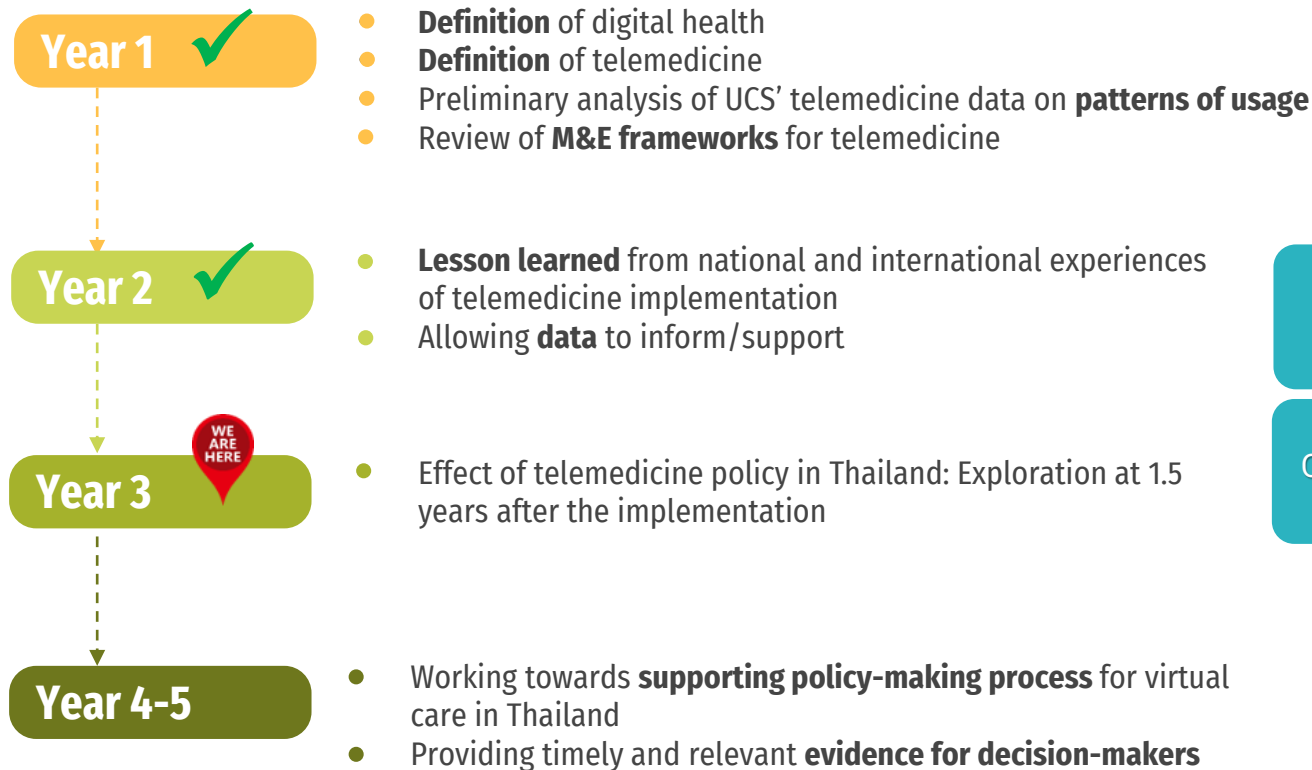 Year 1
Definition of digital health
Definition of telemedicine
Preliminary analysis of UCS' telemedicine data on patterns of usage
Review of M&E frameworks for telemedicine
Year 2
Lesson learned from national and international experiences
of telemedicine implementation
Allowing data to inform/support
WE
ARE
HERE
Year 3
Effect of telemedicine policy in Thailand: Exploration at 1.5
years after the implementation
Year 4-5
Working towards supporting policy-making process for virtual
care in Thailand
Providing timely and relevant evidence for decision-makers